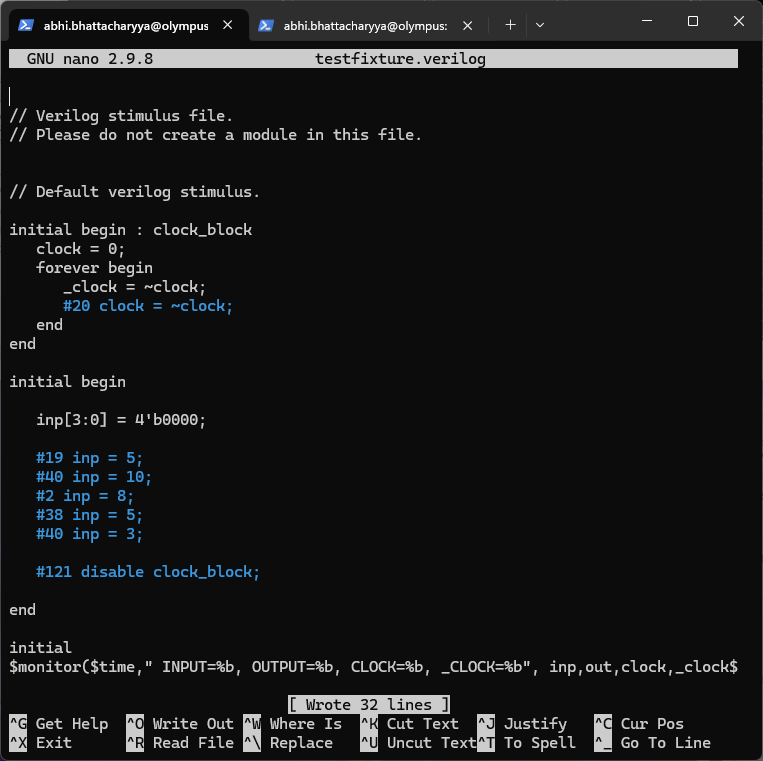 abhi.bhattacharyya@olympus
abhi.bhattacharyya@olympus:
GNU nano 2.9.8 testfixture.verilog
// Verilog stimulus file.
// Please do not create a module in this file.
// Default verilog stimulus.
initial begin : clock_block
clock = 0;
forever begin
_clock = ~clock;
#20 clock = ~clock;
end
end
initial begin
inp[3:0] = 4'b0000;
#19 inp = 5;
#40 inp = 10;
#2 inp = 8;
#38 inp = 5;
#40 inp = 3;
#121 disable clock_block;
end
initial
$monitor($time," INPUT=%b, OUTPUT=%b, CLOCK=%b, _CLOCK=%b", inp,out,clock,_clock$
[ Wrote 32 lines ]
^G Get Help ^O Write Out ^W Where Is ^K Cut Text ^J Justify ^C Cur Pos
^X Exit ^R Read File ^\ Replace ^U Uncut Text ^T To Spell ^_ Go To Line